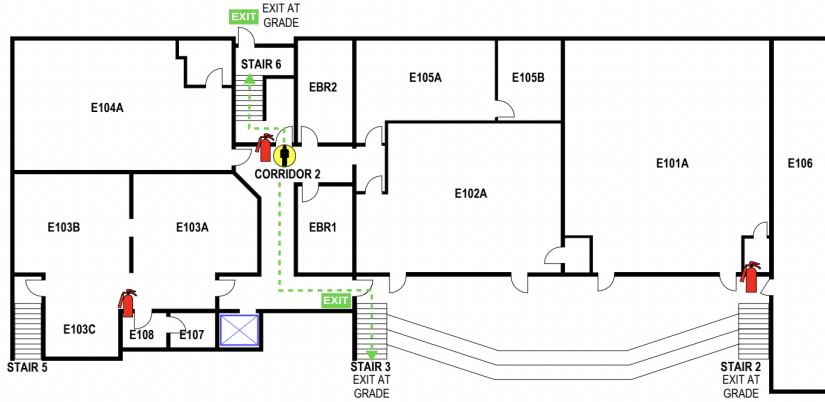 EXIT
EXIT AT
GRADE
STAIR 6
EBR2
E105A
E105B
E104A
E101A
E106
CORRIDOR 2
E102A
E103B
E103A
EBR1
EXIT
E103C
E108
E107
STAIR 5
STAIR 3
EXIT AT
GRADE
STAIR 2
EXIT AT
GRADE